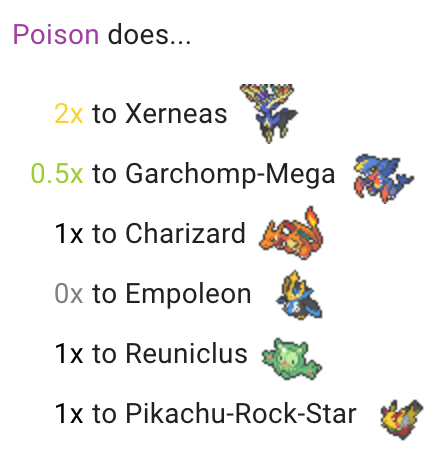 Poison does...
2x to Xerneas
0.5x to Garchomp-Mega
1x to Charizard
0x to Empoleon
1x to Reuniclus
1x to Pikachu-Rock-Star